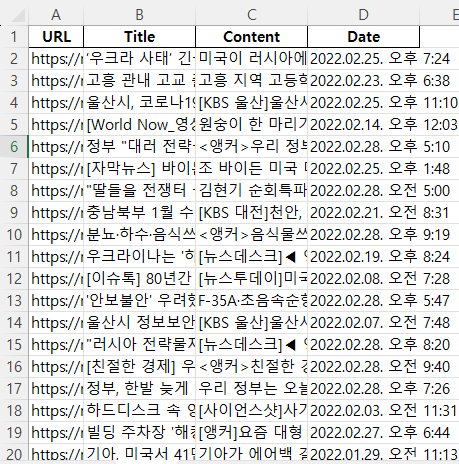 A B C D E
1 URL Title Content Date
2 https://r '우크라 사태' 긴 미국이 러시아에 2022.02.25. 오후 7:24
3 https://r 고흥 관내 고교 졸 고흥 지역 고등학 2022.02.23. 오후 6:38
4 https://r 울산시, 코로나19 [KBS 울산]울산시 2022.02.25. 오후 11:10
5 https://r [World Now_영상 원숭이 한 마리가 2022.02.14. 오후 12:03
6 https://r 정부 "대러 전략 <앵커>우리 정부 2022.02.28. 오후 5:10
7 https://r [자막뉴스] 바이든 조 바이든 미국 대 2022.02.25. 오후 1:48
8 https://r "딸들을 전쟁터 김현기 순회특파 2022.02.28. 오전 5:00
9 https://r 충남북부 1월 수 [KBS 대전]천안, 2022.02.21. 오전 8:31
10 https://r 분뇨·하수·음식쓰 <앵커>음식물쓰 2022.02.28. 오후 9:19
11 https://r 우크라이나는 '하 [뉴스데스크]◀ 2022.02.19. 오후 8:24
12 https://r [이슈톡] 80년간 [뉴스투데이]미국 2022.02.08. 오전 7:28
13 https://r '안보불안' 우려했 F-35A·초음속순항 2022.02.28. 오후 5:47
14 https://r 울산시 정보보안 [KBS 울산]울산시 2022.02.07. 오전 7:48
15 https://r "러시아 전략물자 [뉴스데스크]◀ 2022.02.28. 오후 8:20
16 https://r [친절한 경제] 우 <앵커>친절한 경 2022.02.28. 오전 9:40
17 https://r 정부, 한발 늦게 우리 정부는 오늘 2022.02.28. 오후 7:26
18 https://r 하드디스크 속 영 [사이언스샷]사기 2022.02.03. 오전 11:31
19 https://r 빌딩 주차장 '해킹 [앵커]요즘 대형 2022.02.27. 오후 6:44
20 https://r 기아, 미국서 41만 기아가 에어백 결 2022.01.29. 오전 11:13